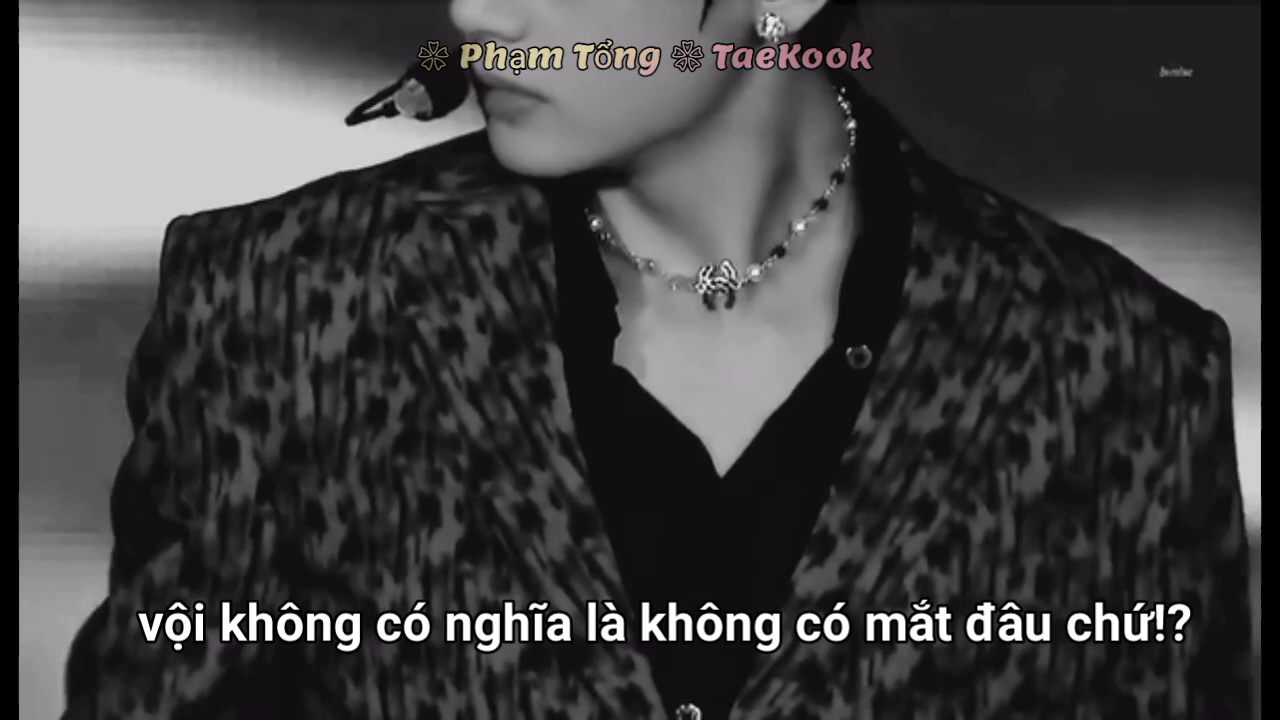 ❀ Phạm Tổng ❀ TaeKook
vội không có nghĩa là không có mắt đâu chứ!?